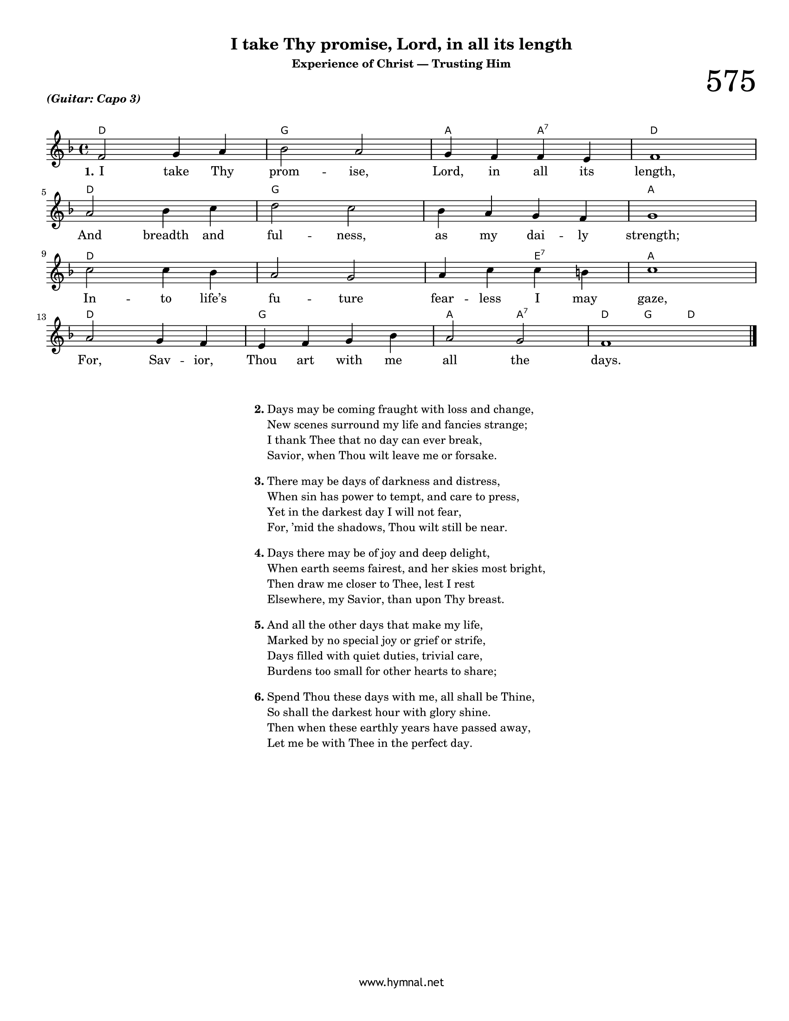 I take Thy promise, Lord, in all its length
Experience of Christ — Trusting Him
575
(Guitar: Capo 3)
D G A A7 D
1. I take Thy prom - ise, Lord, in all its length,
5 D G A
And breadth and ful - ness, as my dai - ly strength;
9 D E7 A
In - to life's fu - ture fear - less I may gaze,
13 D G A A7 D G D
For, Sav - ior, Thou art with me all the days.
2. Days may be coming fraught with loss and change,
New scenes surround my life and fancies strange;
I thank Thee that no day can ever break,
Savior, when Thou wilt leave me or forsake.
3. There may be days of darkness and distress,
When sin has power to tempt, and care to press,
Yet in the darkest day I will not fear,
For, 'mid the shadows, Thou wilt still be near.
4. Days there may be of joy and deep delight,
When earth seems fairest, and her skies most bright,
Then draw me closer to Thee, lest I rest
Elsewhere, my Savior, than upon Thy breast.
5. And all the other days that make my life,
Marked by no special joy or grief or strife,
Days filled with quiet duties, trivial care,
Burdens too small for other hearts to share;
6. Spend Thou these days with me, all shall be Thine,
So shall the darkest hour with glory shine.
Then when these earthly years have passed away,
Let me be with Thee in the perfect day.
www.hymnal.net